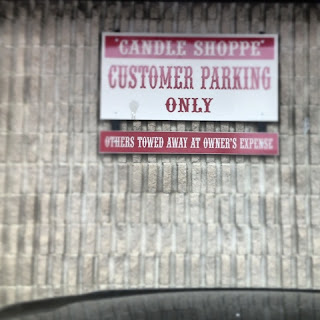 "CANDLE SHOPPE"
CUSTOMER PARKING
ONLY
OTHERS TOWED AWAY AT OWNER'S EXPENSE